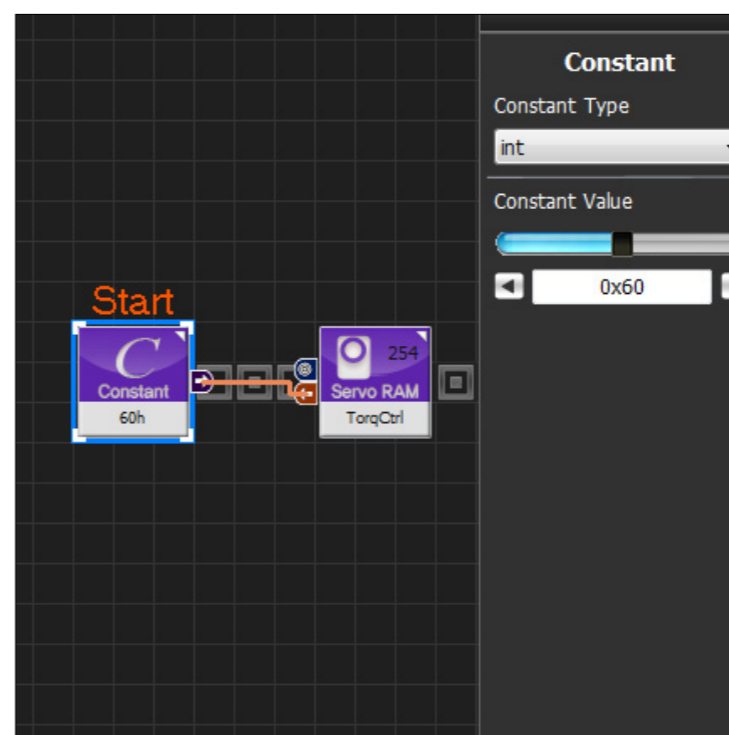 Constant
Constant Type
int
Constant Value
0x60
Start
C
Constant
60h
254
Servo RAM
TorqCtrl